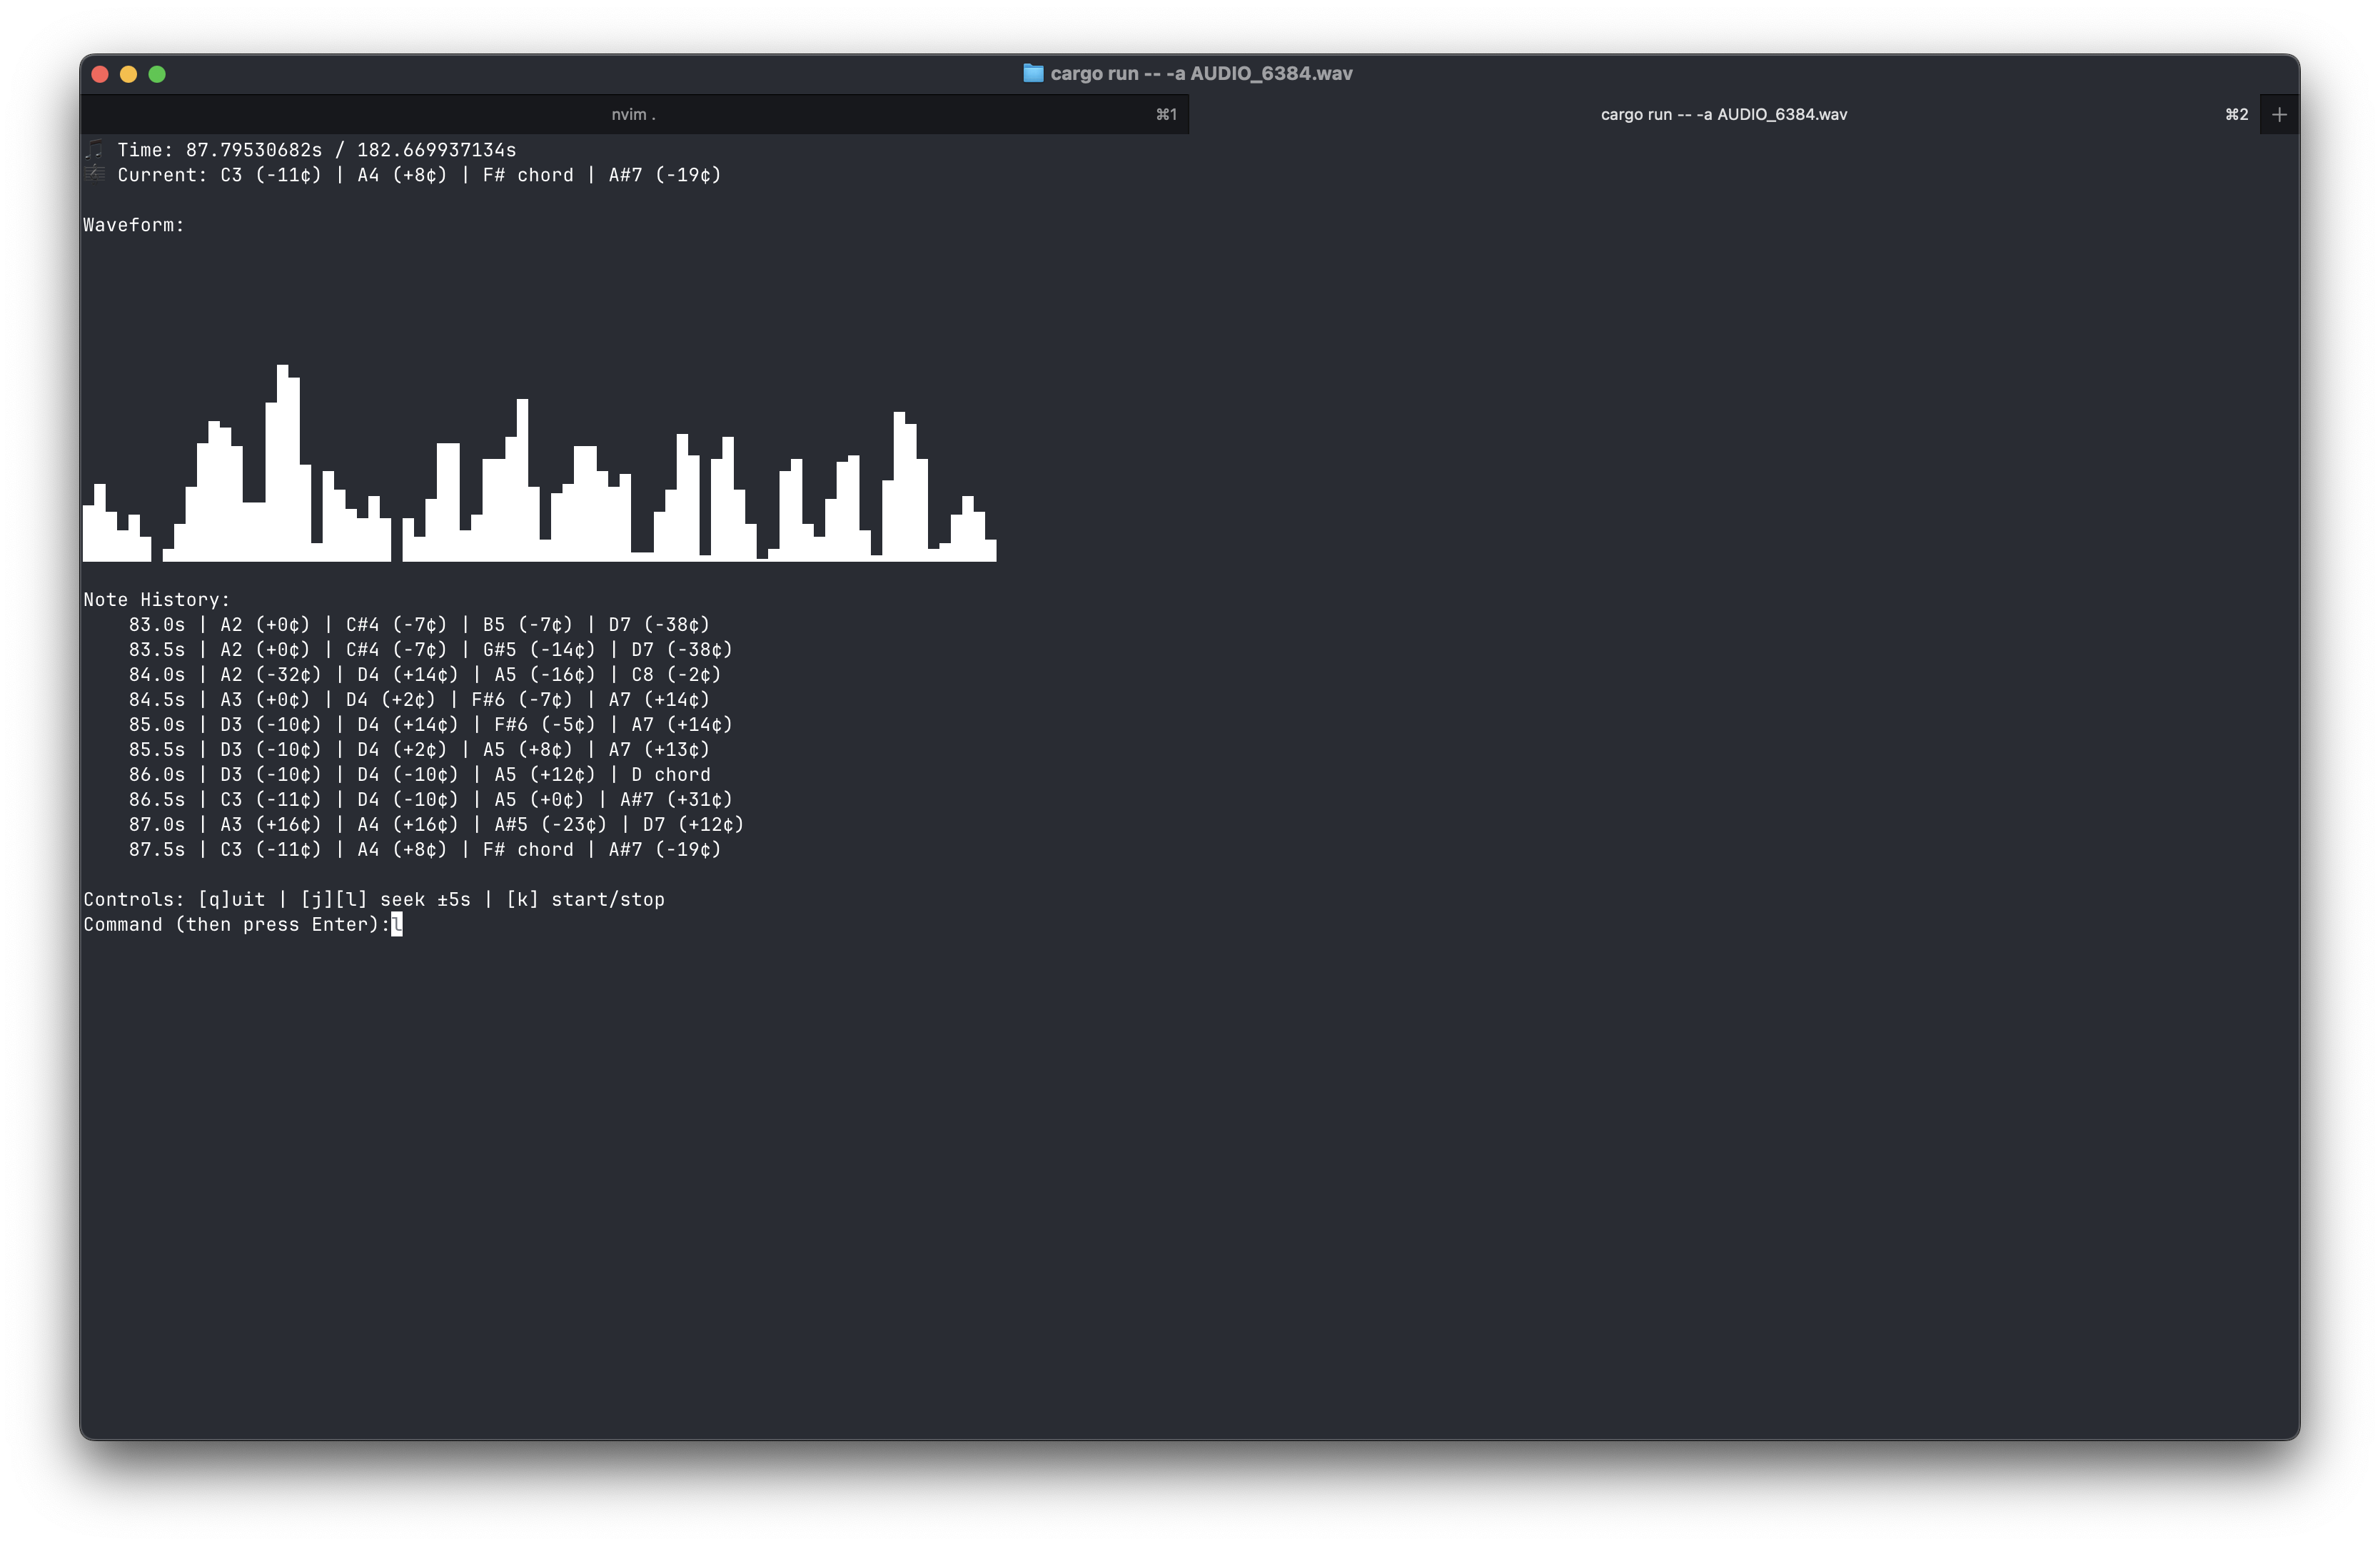 cargo run -- -a AUDIO_6384.wav
nvim . ⌘1 cargo run -- -a AUDIO_6384.wav ⌘2 +
🎵 Time: 87.79530682s / 182.669937134s
🎼 Current: C3 (-11¢) | A4 (+8¢) | F# chord | A#7 (-19¢)
Waveform:
Note History:
83.0s | A2 (+0¢) | C#4 (-7¢) | B5 (-7¢) | D7 (-38¢)
83.5s | A2 (+0¢) | C#4 (-7¢) | G#5 (-14¢) | D7 (-38¢)
84.0s | A2 (-32¢) | D4 (+14¢) | A5 (-16¢) | C8 (-2¢)
84.5s | A3 (+0¢) | D4 (+2¢) | F#6 (-7¢) | A7 (+14¢)
85.0s | D3 (-10¢) | D4 (+14¢) | F#6 (-5¢) | A7 (+14¢)
85.5s | D3 (-10¢) | D4 (+2¢) | A5 (+8¢) | A7 (+13¢)
86.0s | D3 (-10¢) | D4 (-10¢) | A5 (+12¢) | D chord
86.5s | C3 (-11¢) | D4 (-10¢) | A5 (+0¢) | A#7 (+31¢)
87.0s | A3 (+16¢) | A4 (+16¢) | A#5 (-23¢) | D7 (+12¢)
87.5s | C3 (-11¢) | A4 (+8¢) | F# chord | A#7 (-19¢)
Controls: [q]uit | [j][l] seek ±5s | [k] start/stop
Command (then press Enter):l